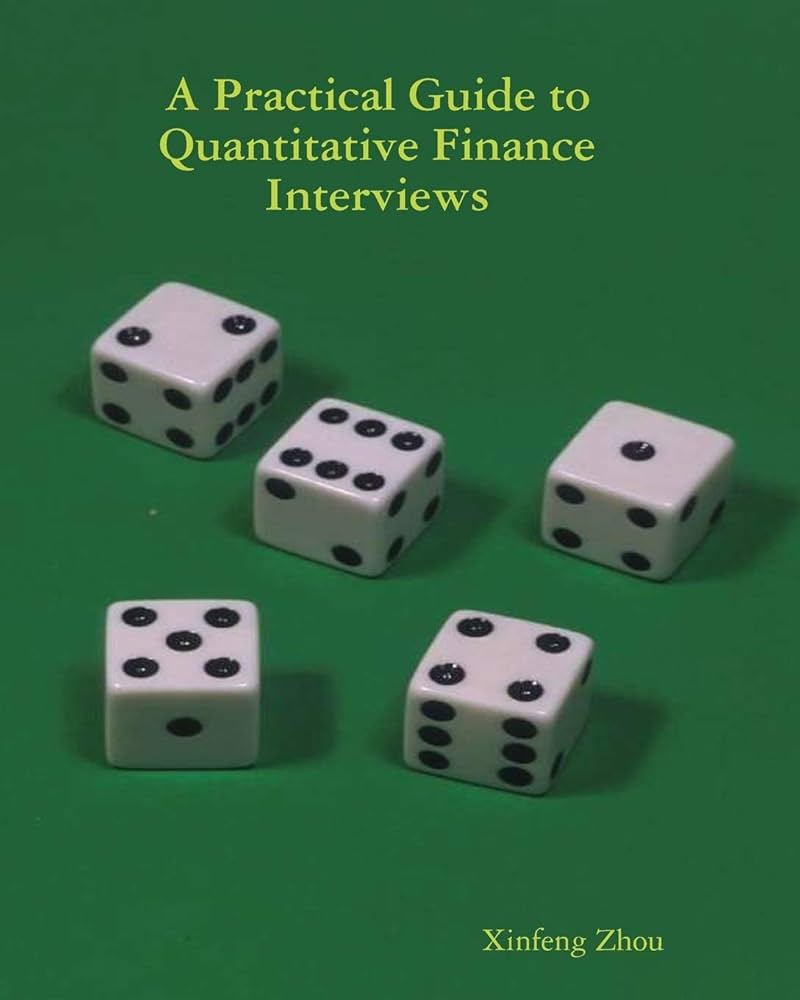 A Practical Guide to
Quantitative Finance
Interviews
Xinfeng Zhou